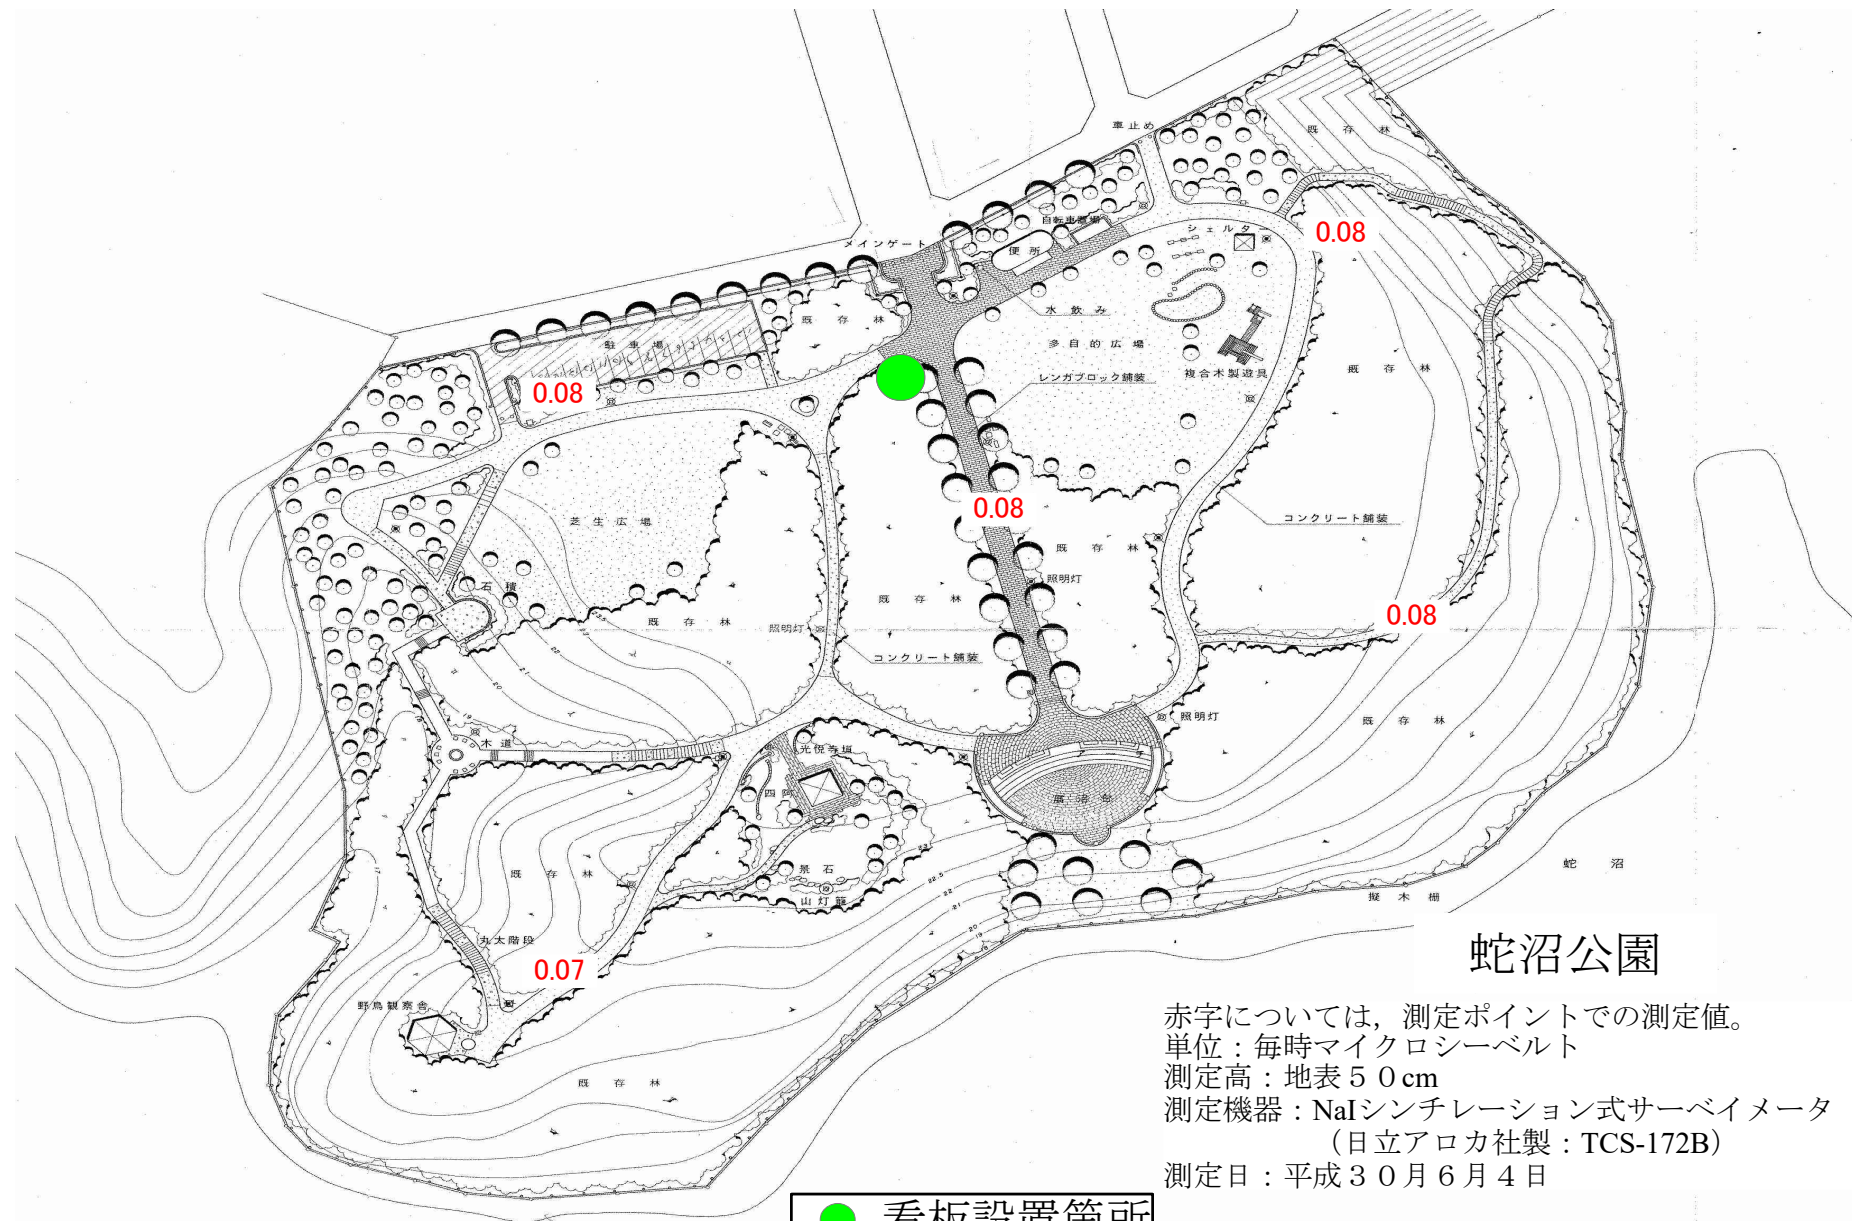 車止め
既存林
自転車置場
メインゲート
便所
シェルター
0.08
水飲み
既存林
駐車場
多目的広場
レンガブロック舗装
複合木製遊具
既存林
0.08
0.08
芝生広場
コンクリート舗装
既存林
照明灯
石積
既存林
既存林
照明灯
0.08
コンクリート舗装
照明灯
既存林
木道
光悦寺垣
四阿
既存林
景石
山灯籠
22.5
22
21
20
19
蛇沼
擬木柵
丸太階段
0.07
野鳥観察舎
既存林
蛇沼公園
赤字については，測定ポイントでの測定値。
単位：毎時マイクロシーベルト
測定高：地表５０cm
測定機器：NaIシンチレーション式サーベイメータ
（日立アロカ社製：TCS-172B）
測定日：平成３０月６月４日
看板設置箇所